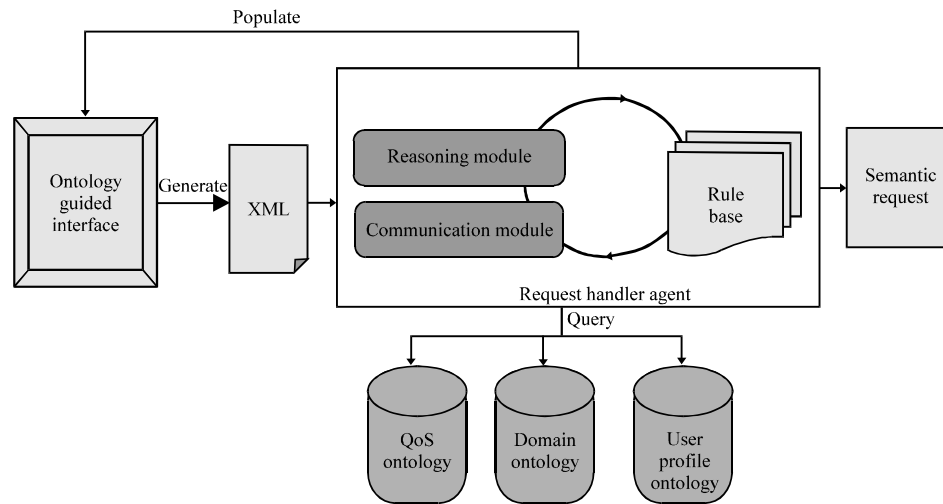 Populate
Ontology
guided
interface
Generate
XML
Reasoning module
Communication module
Rule
base
Request handler agent
Semantic
request
Query
QoS
ontology
Domain
ontology
User
profile
ontology